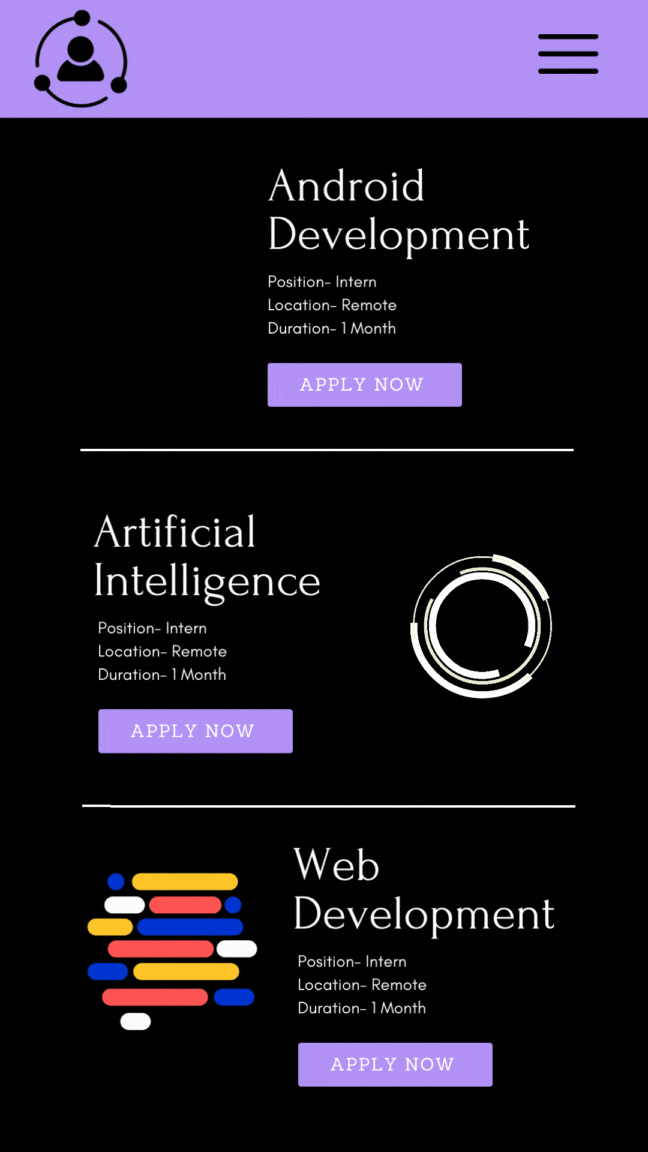 Android
Development
Position- Intern
Location- Remote
Duration- 1 Month
APPLY NOW
Artificial
Intelligence
Position- Intern
Location- Remote
Duration- 1 Month
APPLY NOW
Web
Development
Position- Intern
Location- Remote
Duration- 1 Month
APPLY NOW